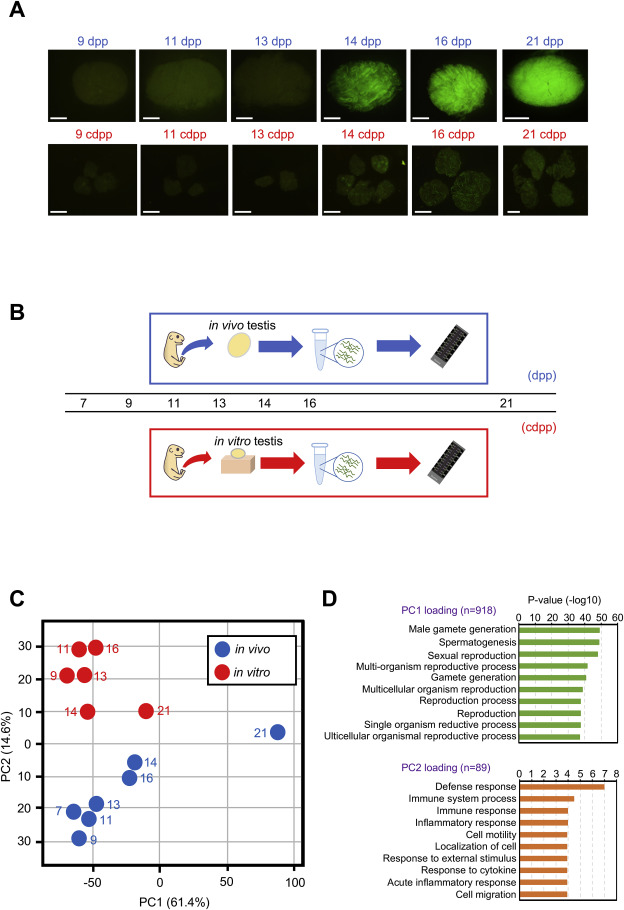 A
9 dpp 11 dpp 13 dpp 14 dpp 16 dpp 21 dpp
9 cdpp 11 cdpp 13 cdpp 14 cdpp 16 cdpp 21 cdpp
B
in vivo testis
(dpp)
7 9 11 13 14 16 21
(cdpp)
in vitro testis
C
PC2 (14.6%)
30
20
10
0
10
20
30
-50 0 50 100
PC1 (61.4%)
in vivo
in vitro
11 16
9 13
14 21
21
14
16
13
7
11
9
D
P-value (-log10)
PC1 loading (n=918)
0 10 20 30 40 50 60
Male gamete generation
Spermatogenesis
Sexual reproduction
Multi-organism reproductive process
Gamete generation
Multicellular organism reproduction
Reproduction process
Reproduction
Single organism reductive process
Ulticellular organismal reproductive process
PC2 loading (n=89)
0 1 2 3 4 5 6 7 8
Defense response
Immune system process
Immune response
Inflammatory response
Cell motility
Localization of cell
Response to external stimulus
Response to cytokine
Acute inflammatory response
Cell migration